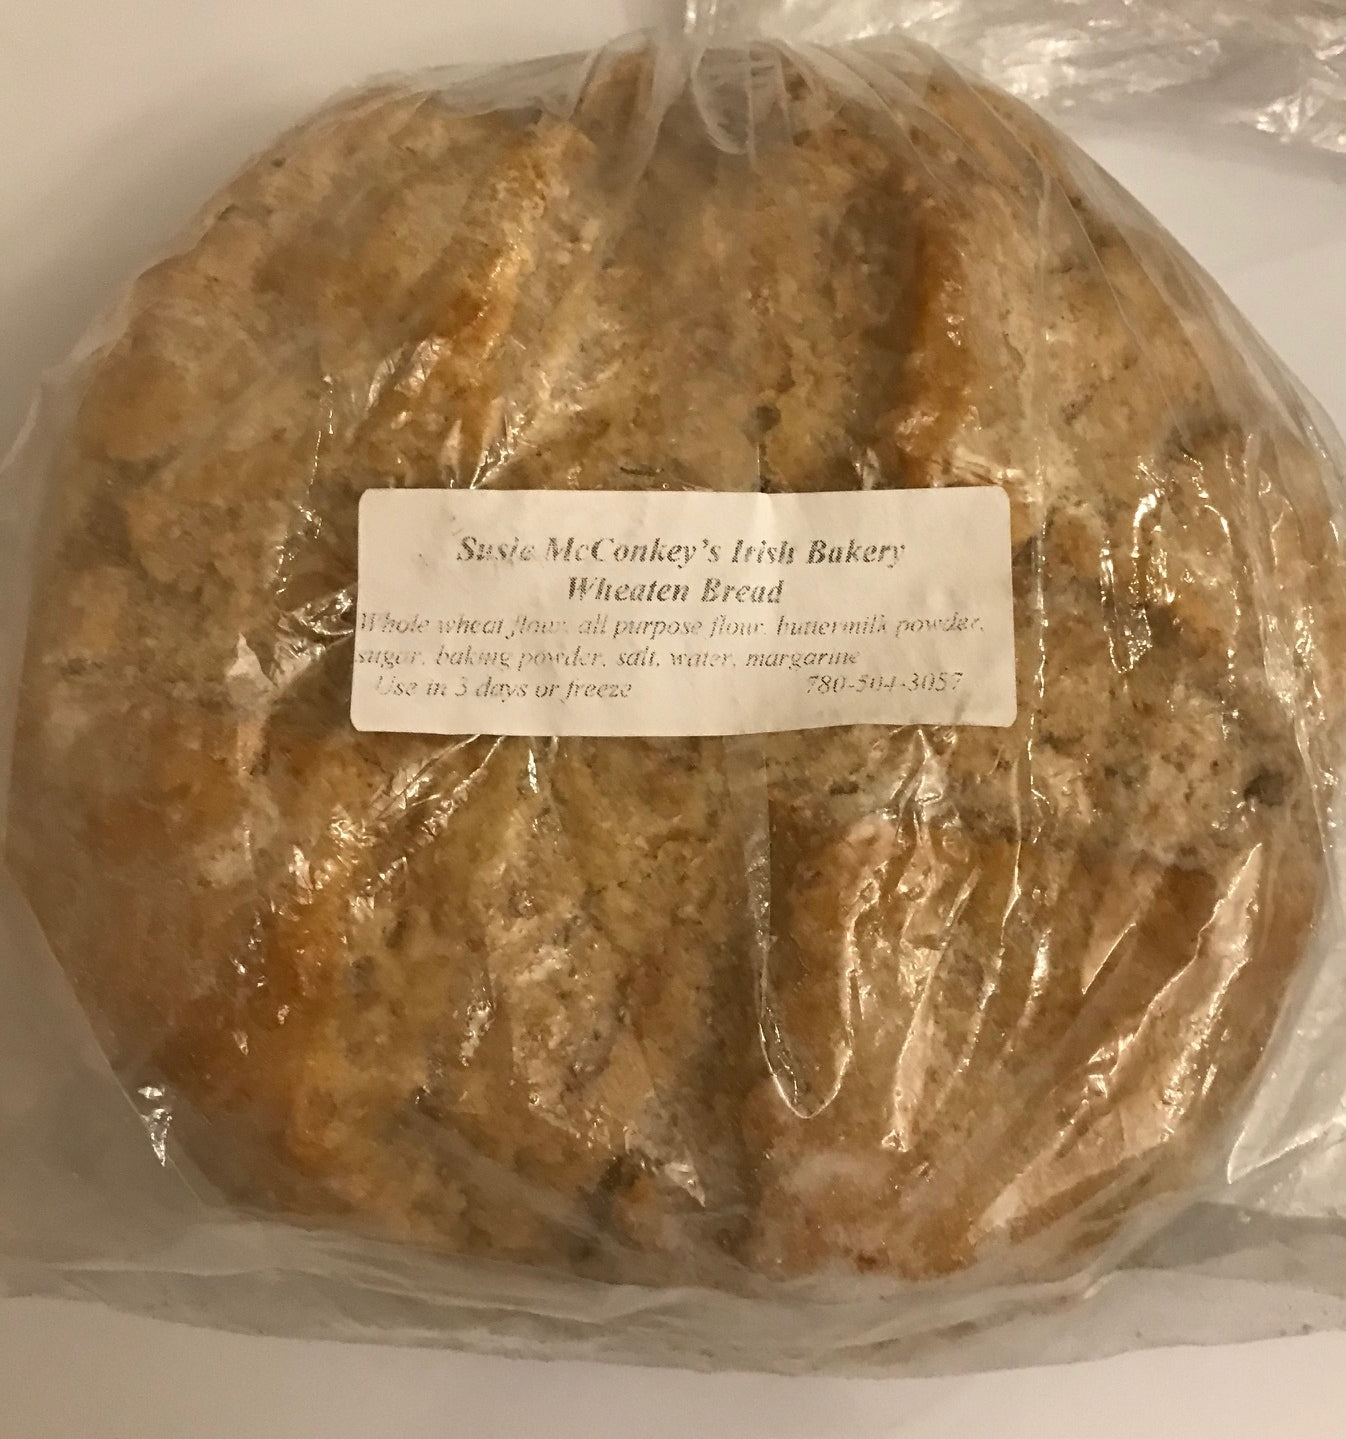 Susie McConkey's Irish Bakery
Wheaten Bread
Whole wheat flour, all purpose flour, buttermilk powder,
sugar, baking powder, salt, water, margarine
Use in 3 days or freeze 780-504-3057